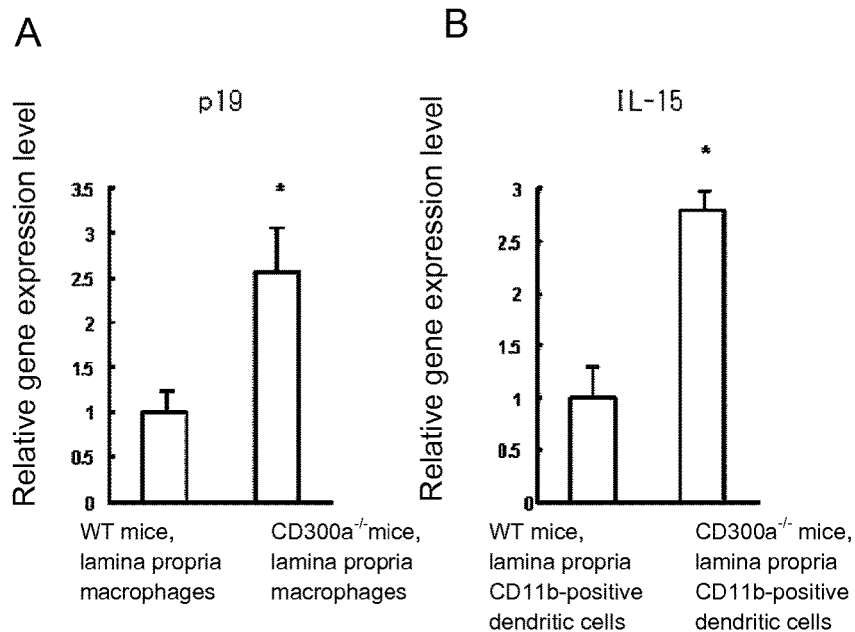 A
p19
Relative gene expression level
3.5
*
3
2.5
2
1.5
1
0.5
0
WT mice,
lamina propria
macrophages
CD300a-/-mice,
lamina propria
macrophages
B
IL-15
Relative gene expression level
*
3
2.5
2
1.5
1
0.5
0
WT mice,
lamina propria
CD11b-positive
dendritic cells
CD300a-/- mice,
lamina propria
CD11b-positive
dendritic cells